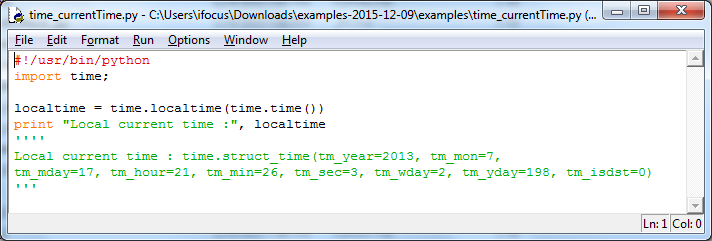 time_currentTime.py - C:\Users\ifocus\Downloads\examples-2015-12-09\examples\time_currentTime.py (...
File Edit Format Run Options Window Help
#!/usr/bin/python
import time;
localtime = time.localtime(time.time())
print "Local current time :", localtime
''''
Local current time : time.struct_time(tm_year=2013, tm_mon=7,
tm_mday=17, tm_hour=21, tm_min=26, tm_sec=3, tm_wday=2, tm_yday=198, tm_isdst=0)
'''
Ln: 1 Col: 0